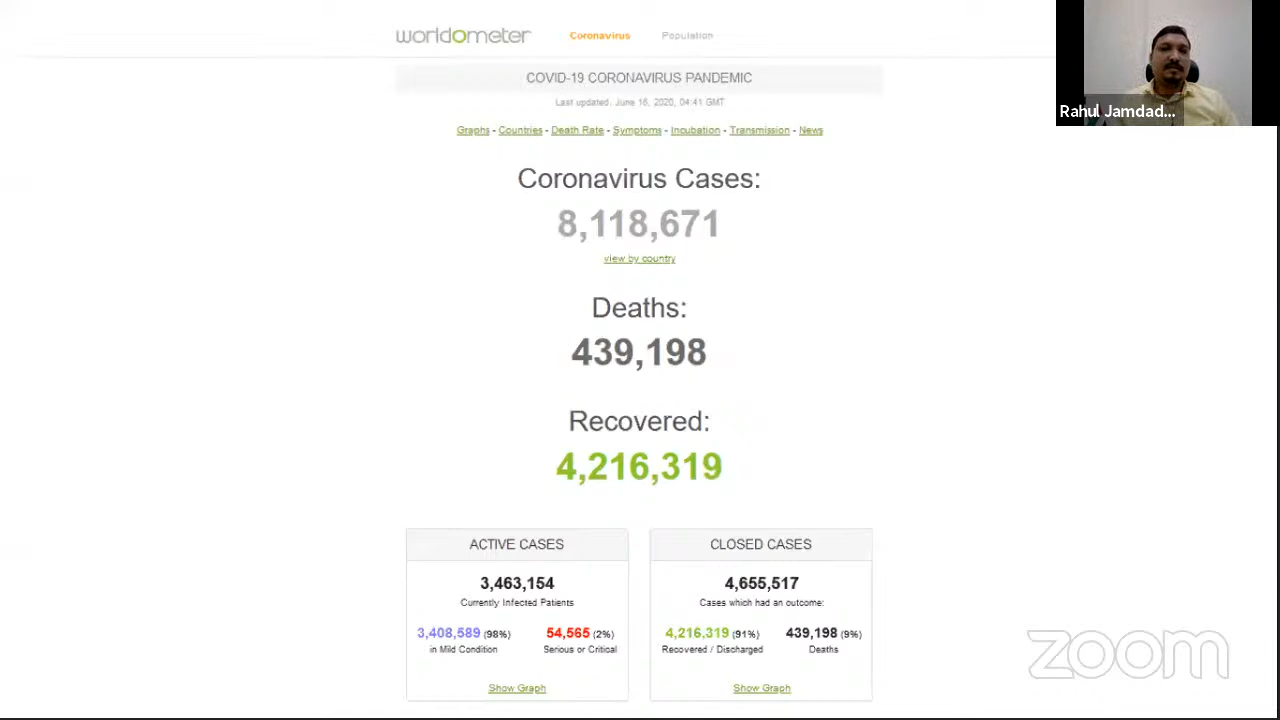 worldometer Coronavirus Population
COVID-19 CORONAVIRUS PANDEMIC
Last updated: June 16, 2020, 04:41 GMT
Graphs - Countries - Death Rate - Symptoms - Incubation - Transmission - News
Coronavirus Cases:
8,118,671
view by country
Deaths:
439,198
Recovered:
4,216,319
ACTIVE CASES
3,463,154
Currently Infected Patients
3,408,589 (98%)
in Mild Condition
54,565 (2%)
Serious or Critical
Show Graph
CLOSED CASES
4,655,517
Cases which had an outcome:
4,216,319 (91%)
Recovered / Discharged
439,198 (9%)
Deaths
Show Graph
Rahul Jamdad...
zoom